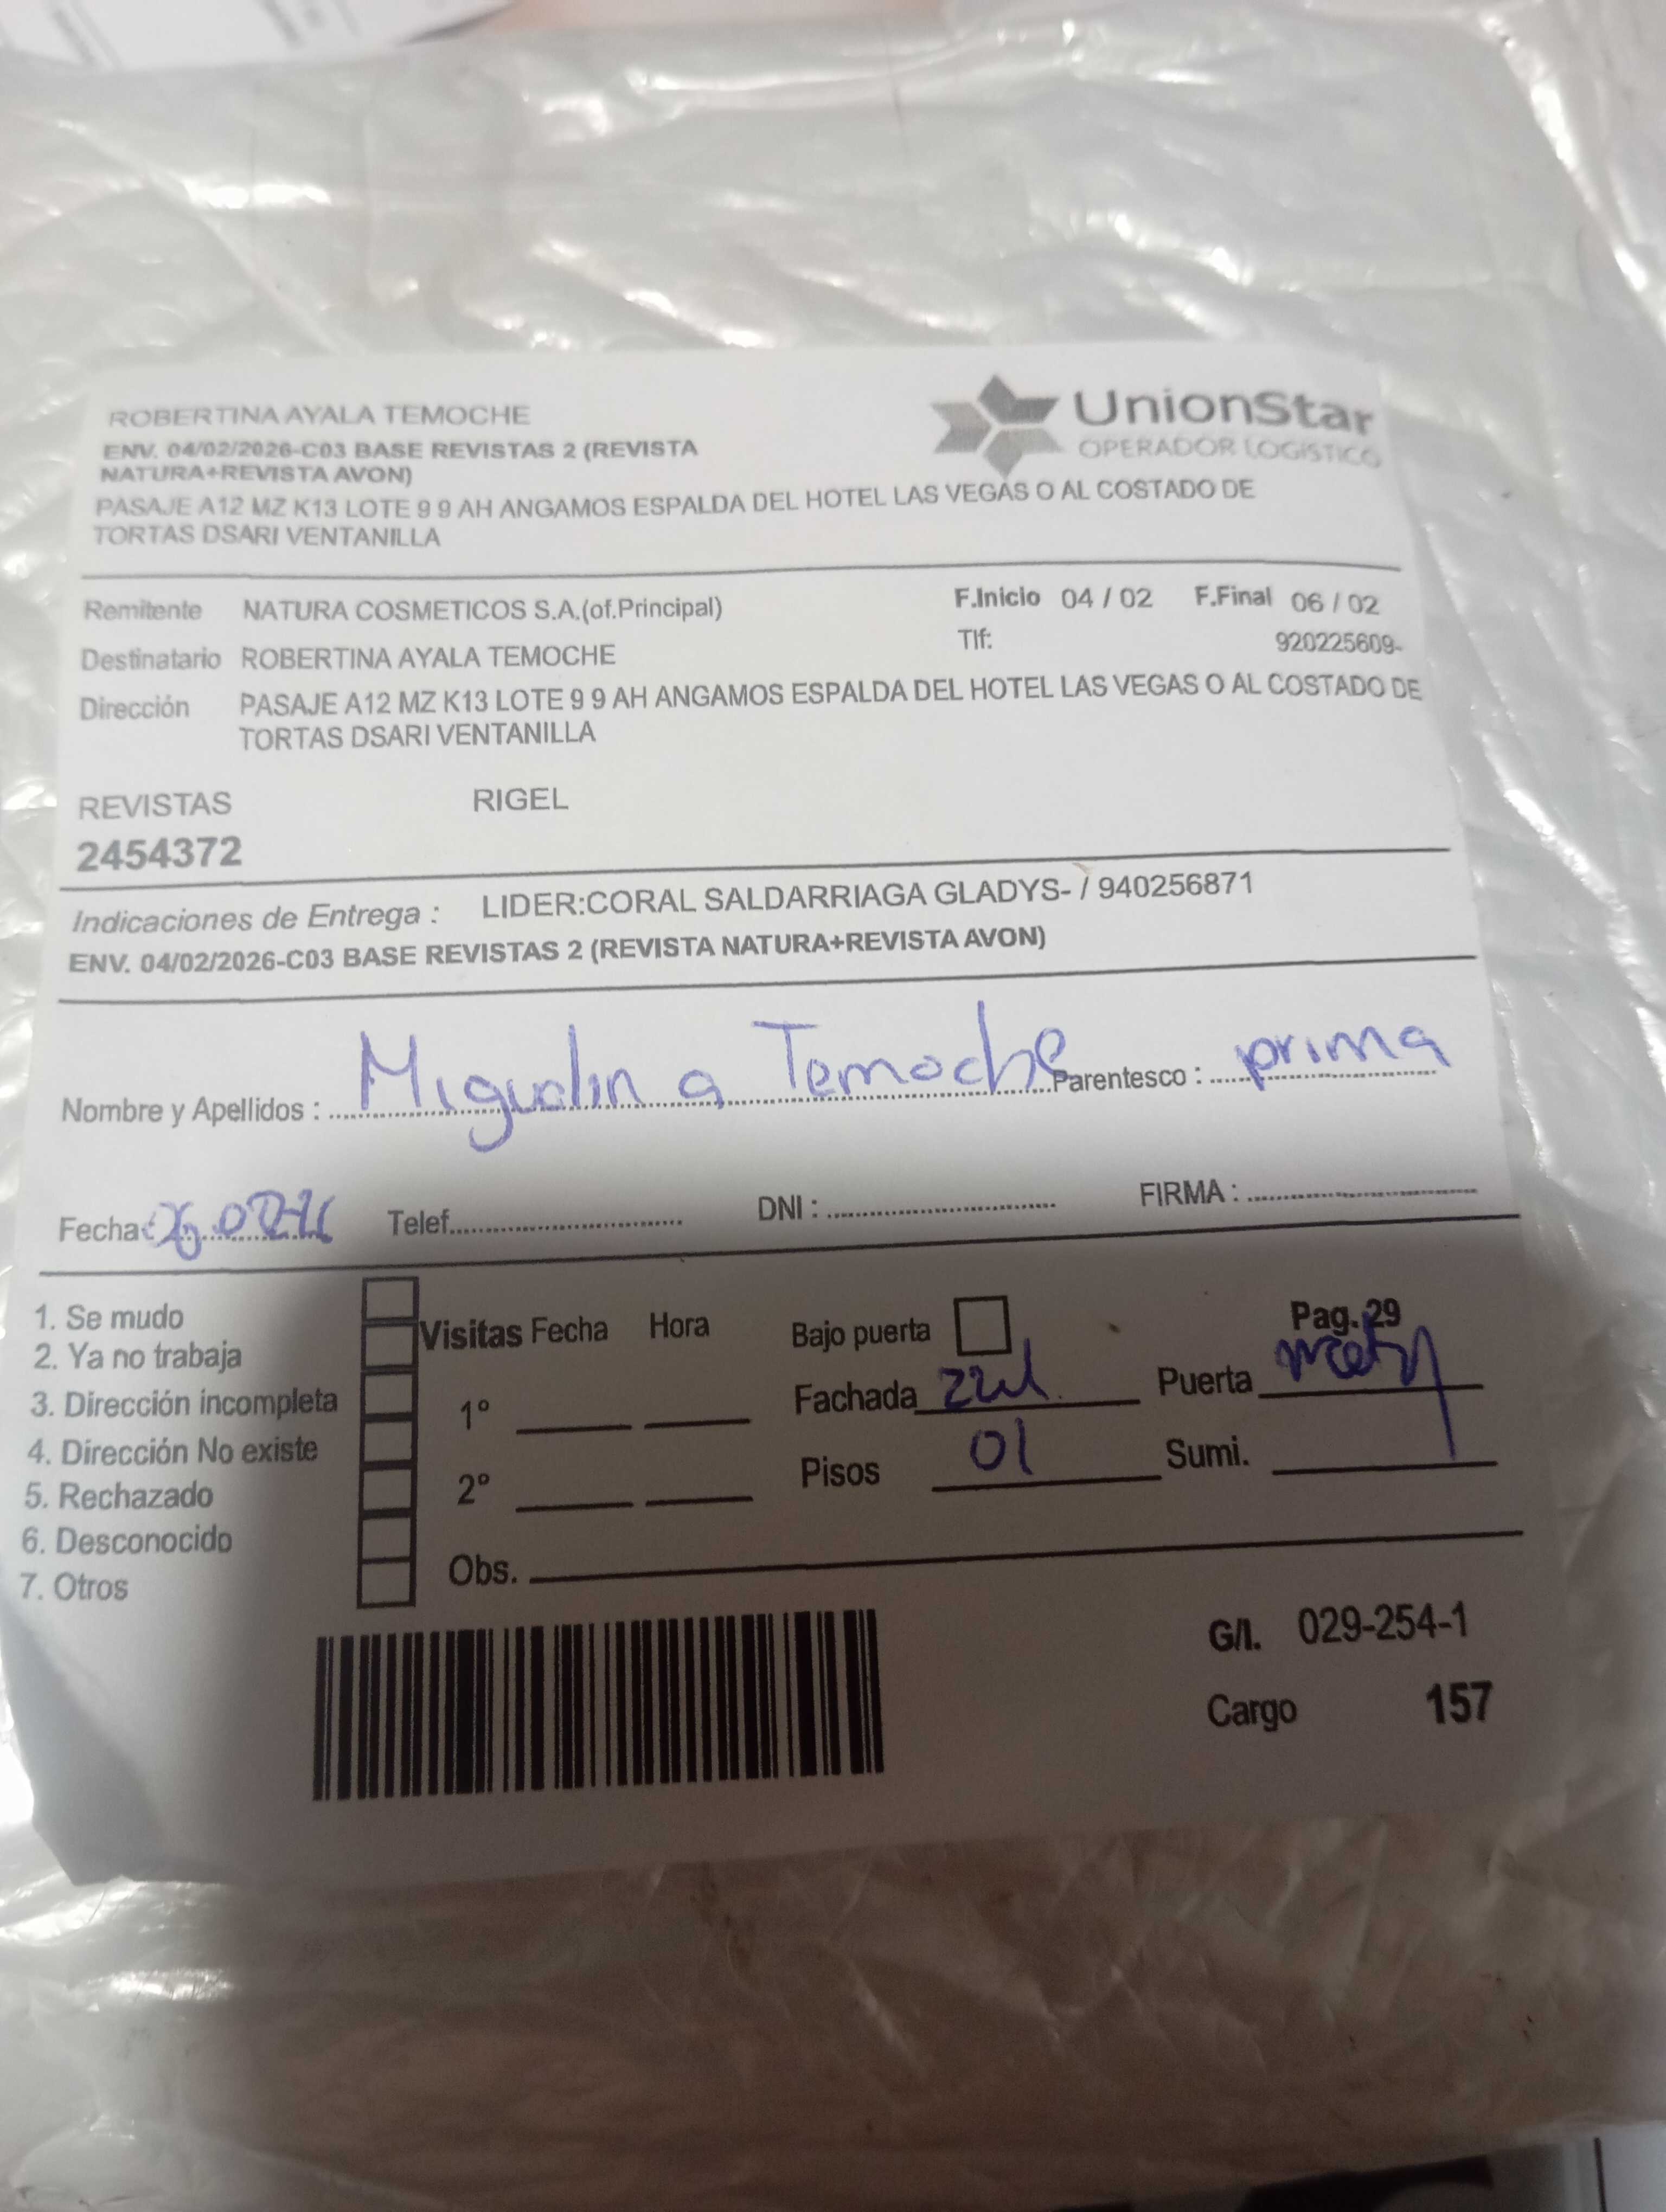 ROBERTINA AYALA TEMOCHE
UnionStar
OPERADOR LOGÍSTICO
ENV. 04/02/2026-C03 BASE REVISTAS 2 (REVISTA
NATURA+REVISTA AVON)
PASAJE A12 MZ K13 LOTE 9 9 AH ANGAMOS ESPALDA DEL HOTEL LAS VEGAS O AL COSTADO DE
TORTAS DSARI VENTANILLA
Remitente NATURA COSMETICOS S.A.(of.Principal) F.Inicio 04 / 02 F.Final 06 / 02
Destinatario ROBERTINA AYALA TEMOCHE Tlf: 920225609-
Dirección PASAJE A12 MZ K13 LOTE 9 9 AH ANGAMOS ESPALDA DEL HOTEL LAS VEGAS O AL COSTADO DE
TORTAS DSARI VENTANILLA
REVISTAS RIGEL
2454372
Indicaciones de Entrega : LIDER:CORAL SALDARRIAGA GLADYS- / 940256871
ENV. 04/02/2026-C03 BASE REVISTAS 2 (REVISTA NATURA+REVISTA AVON)
Nombre y Apellidos : Temoche Parentesco : prima
Fecha: Telef. DNI : FIRMA :
1. Se mudo
2. Ya no trabaja
3. Dirección incompleta
4. Dirección No existe
5. Rechazado
6. Desconocido
7. Otros
Visitas Fecha Hora
1°
2°
Obs.
Bajo puerta Pag. 29
Fachada Puerta
Pisos 01 Sumi.
G/I. 029-254-1
Cargo 157